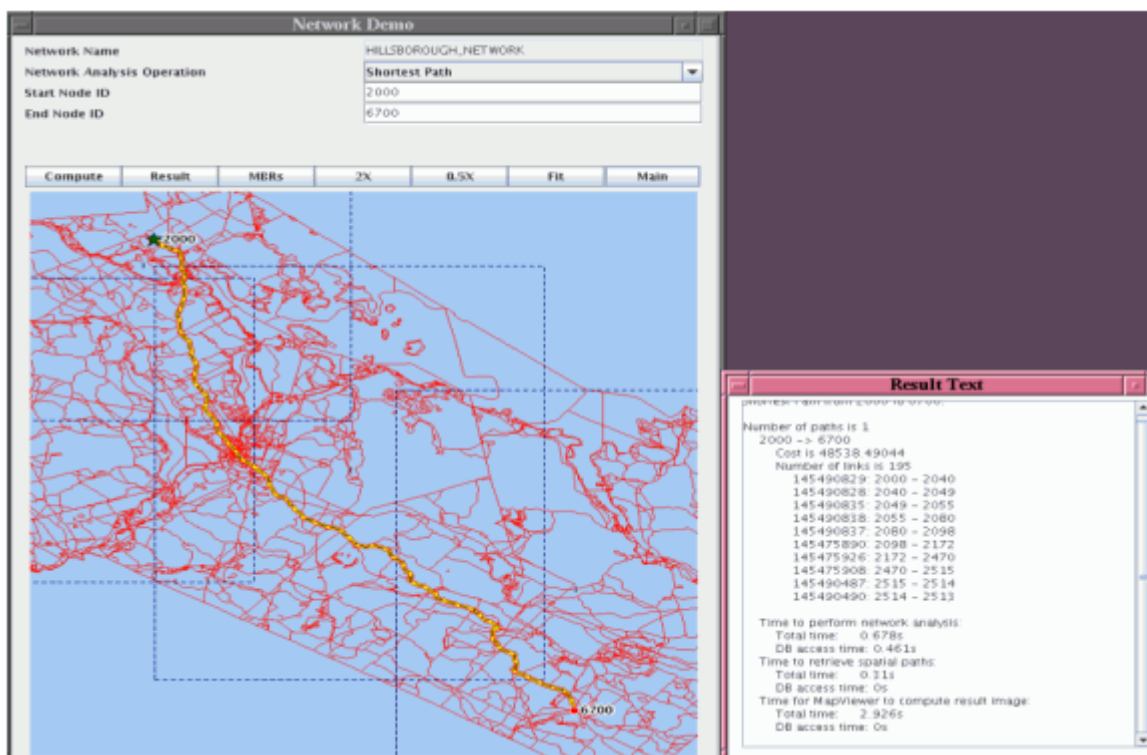 Network Demo
Network Name HILLSBOROUGH_NETWORK
Network Analysis Operation Shortest Path
Start Node ID 2000
End Node ID 6700
Compute Result MBRs 2X 0.5X Fit Main
2000
6700
Result Text
Shortest Path from 2000 to 6700:
Number of paths is 1
2000 -> 6700
Cost is 48538.49044
Number of links is 195
145490829: 2000 - 2040
145490828: 2040 - 2049
145490835: 2049 - 2055
145490838: 2055 - 2080
145490837: 2080 - 2098
145475890: 2098 - 2172
145475926: 2172 - 2470
145475908: 2470 - 2515
145490487: 2515 - 2514
145490490: 2514 - 2513
Time to perform network analysis:
Total time: 0.678s
DB access time: 0.461s
Time to retrieve spatial paths:
Total time: 0.11s
DB access time: 0s
Time for MapViewer to compute result image:
Total time: 2.926s
DB access time: 0s